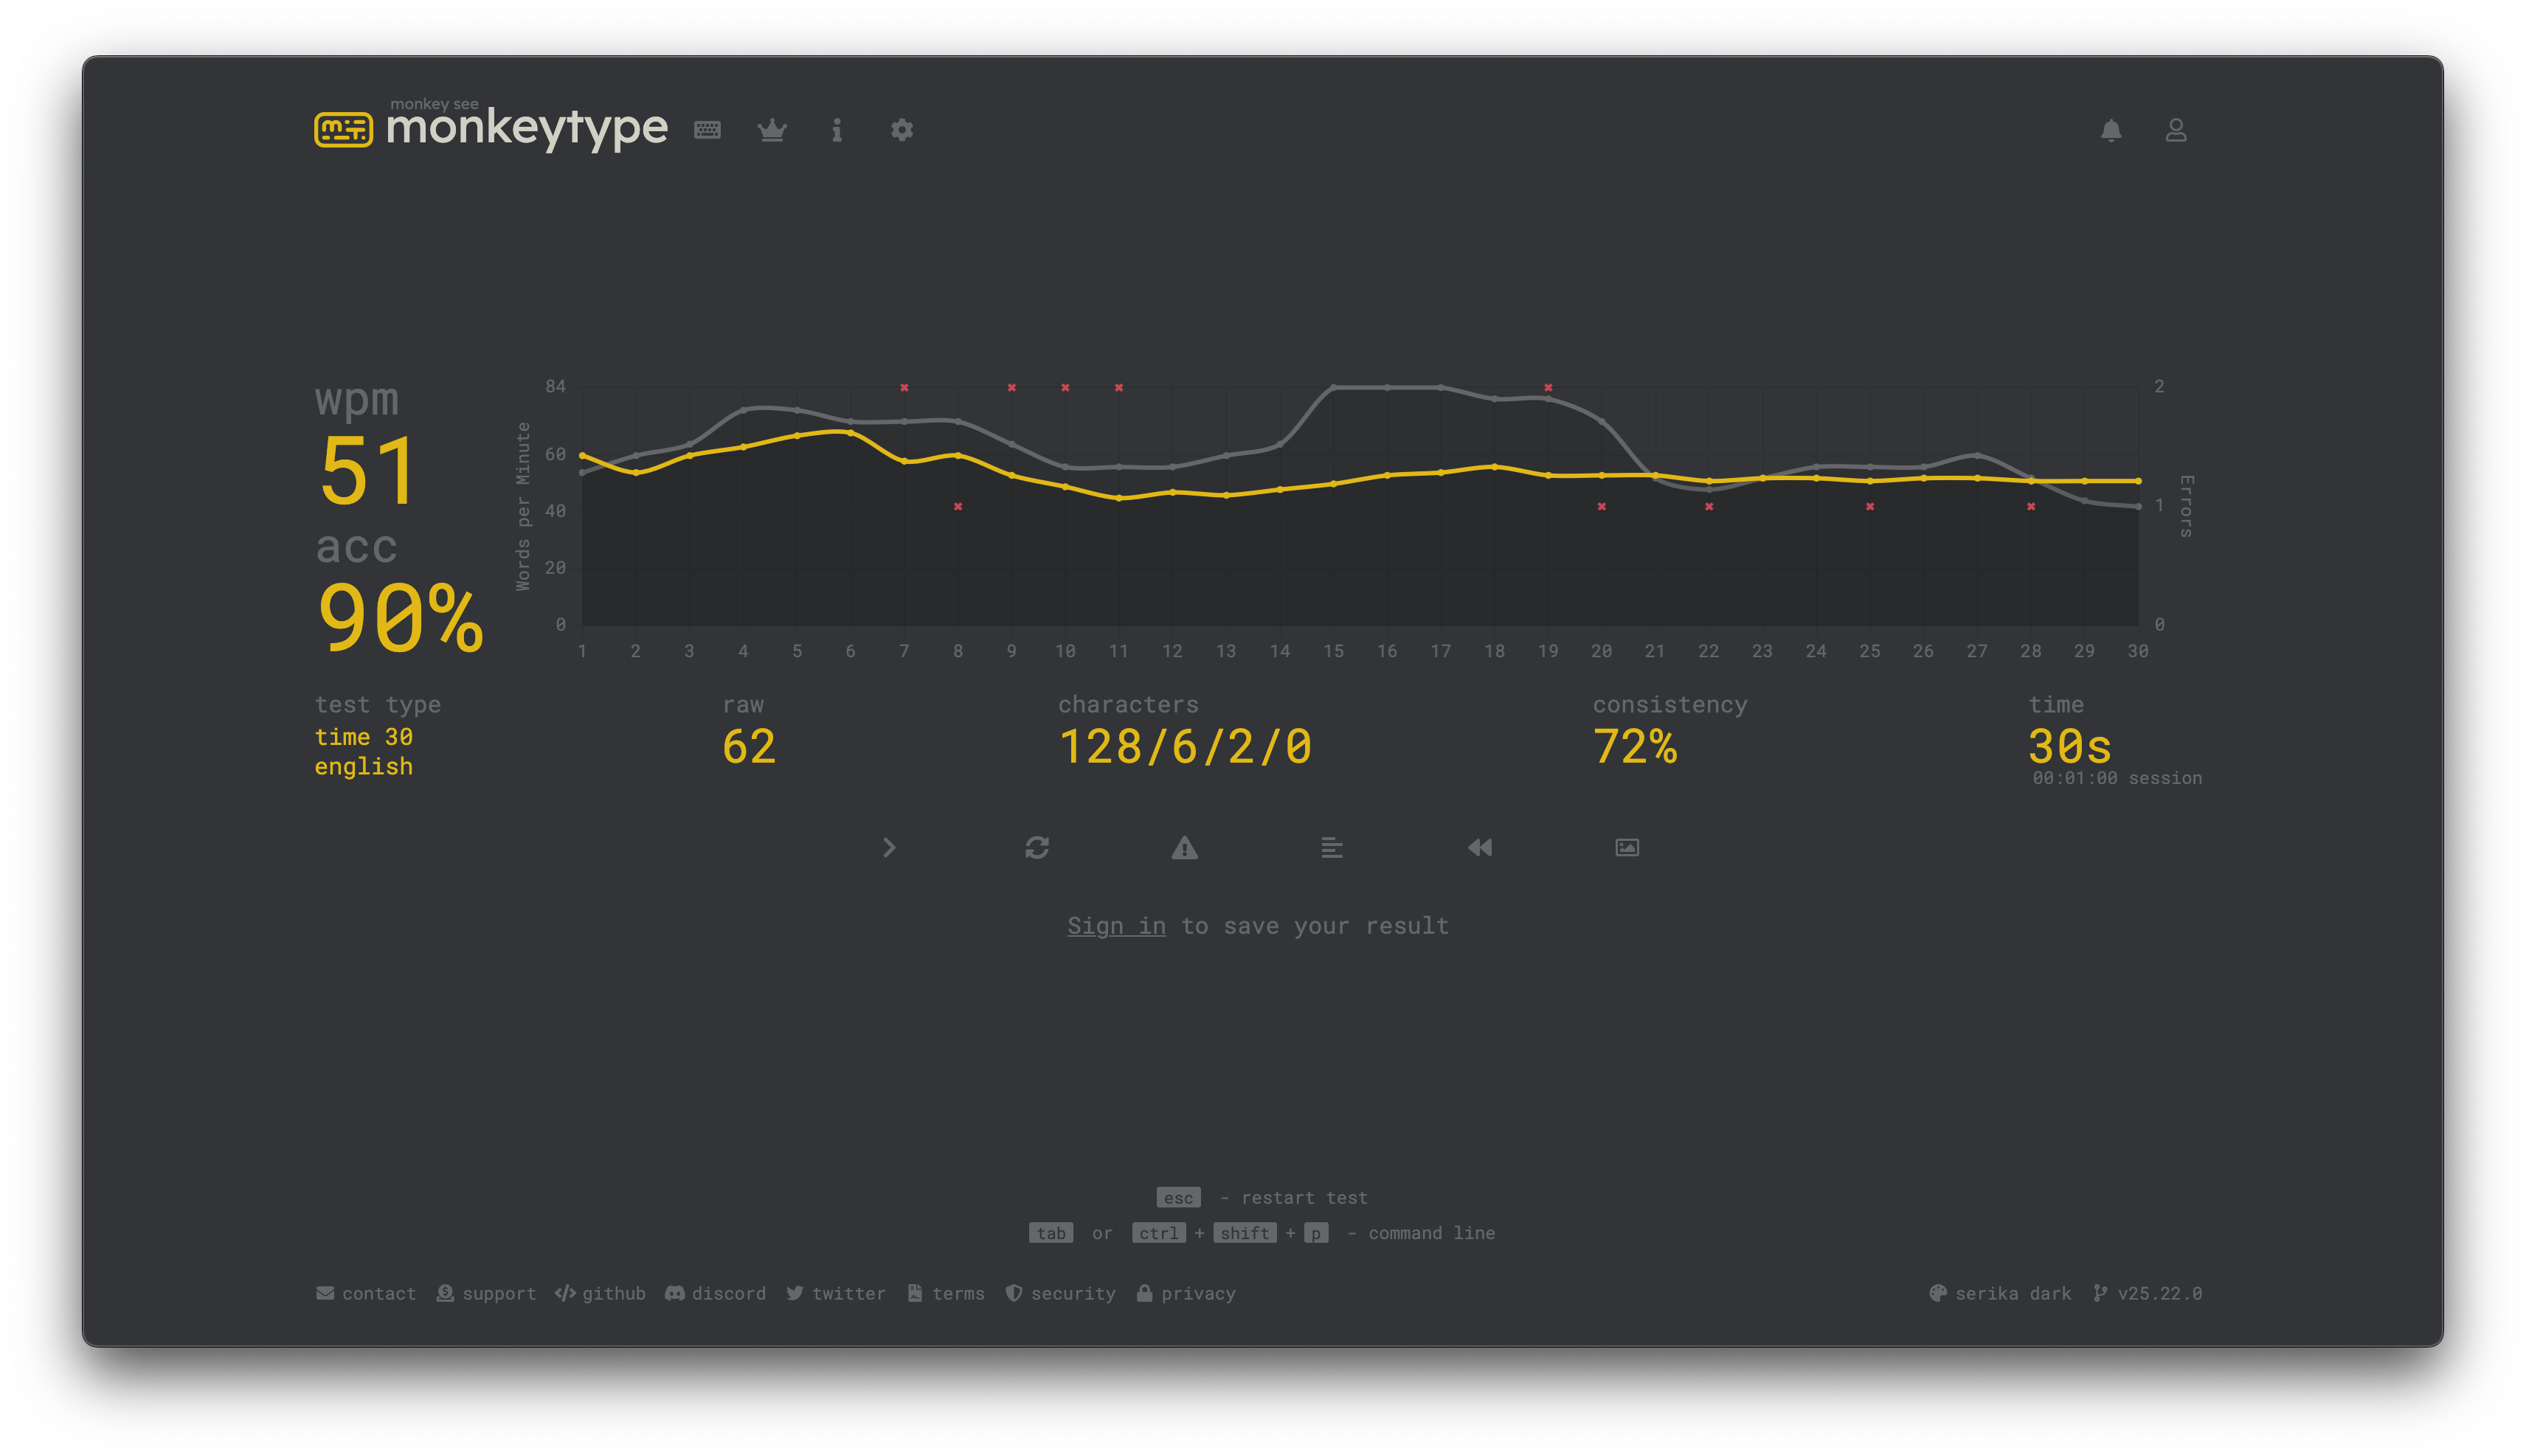 monkey see
monkeytype
wpm
51
acc
90%
Words per Minute
84
60
40
20
0
2
1
0
Errors
1 2 3 4 5 6 7 8 9 10 11 12 13 14 15 16 17 18 19 20 21 22 23 24 25 26 27 28 29 30
test type
time 30
english
raw
62
characters
128/6/2/0
consistency
72%
time
30s
00:01:00 session
Sign in to save your result
esc - restart test
tab or ctrl + shift + p - command line
contact support github discord twitter terms security privacy
serika dark v25.22.0